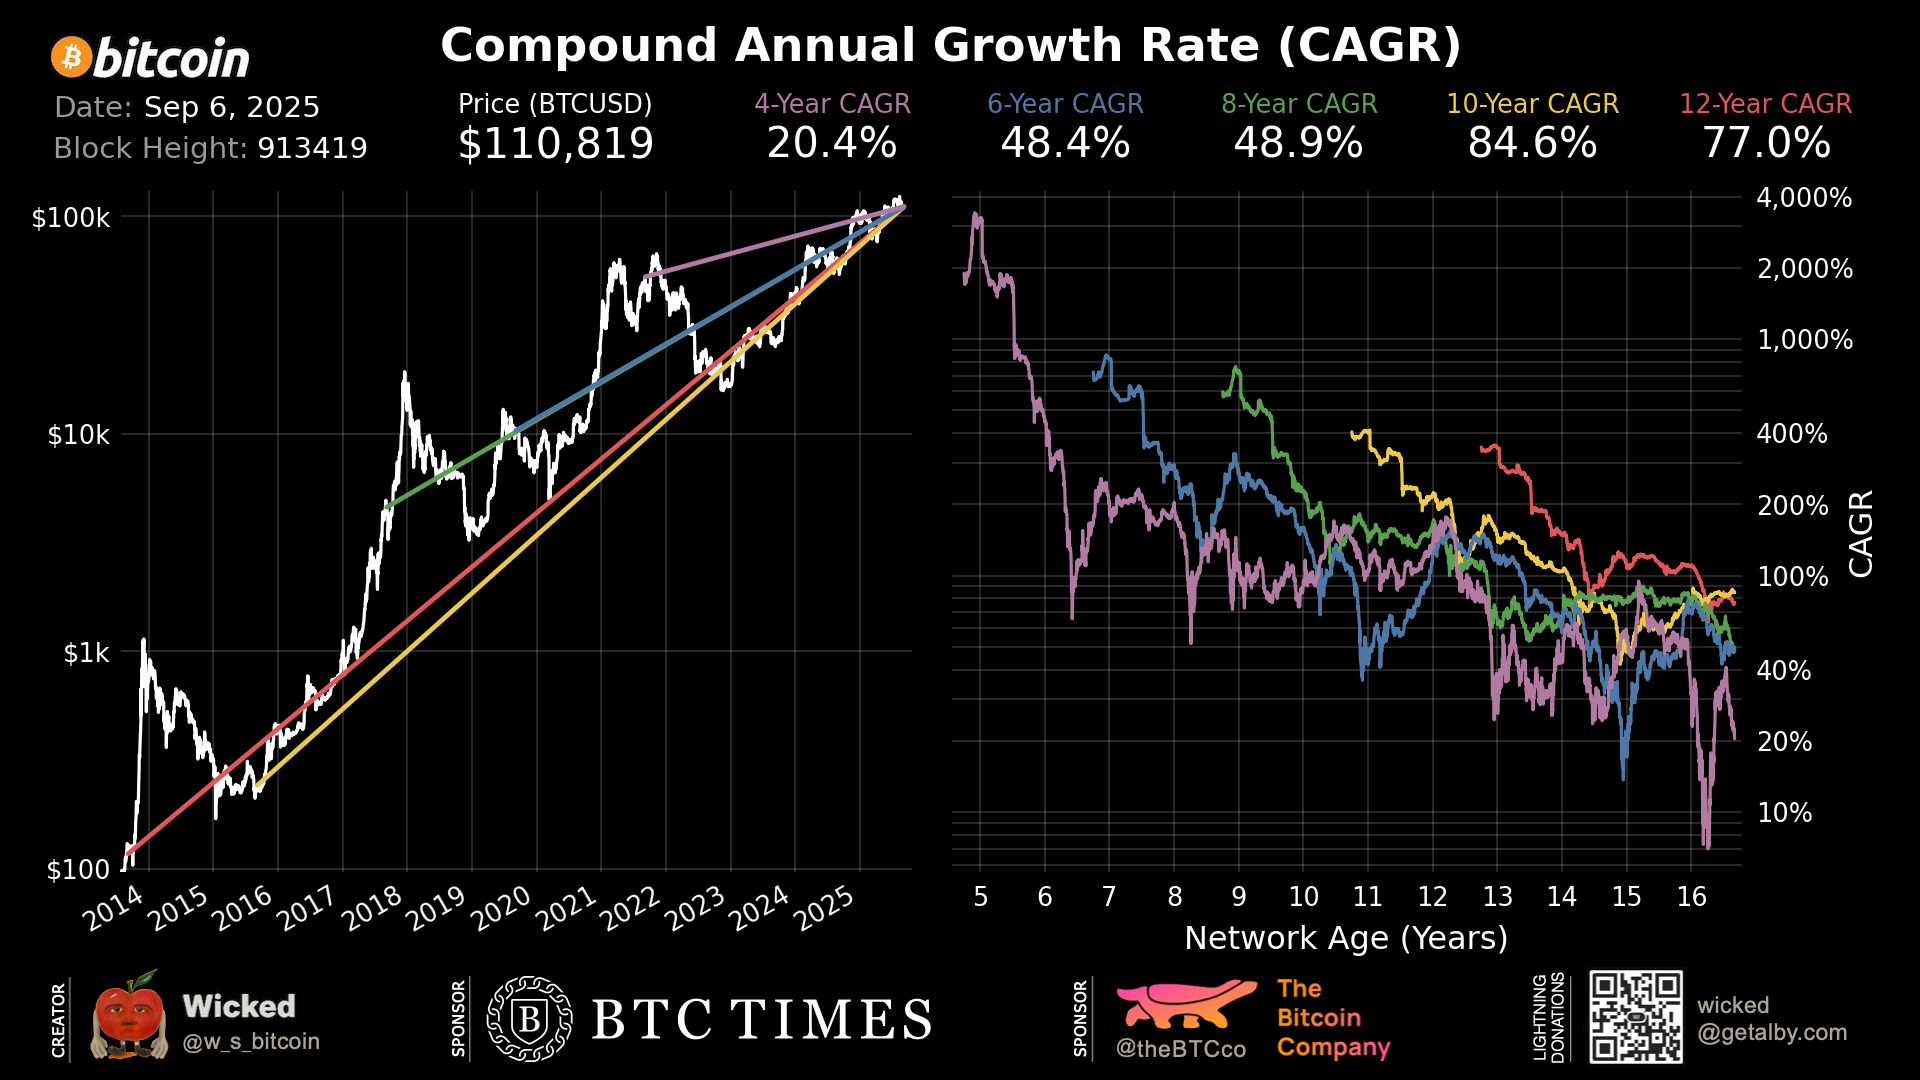 bitcoin
Compound Annual Growth Rate (CAGR)
Date: Sep 6, 2025
Block Height: 913419
Price (BTCUSD)
$110,819
4-Year CAGR
20.4%
6-Year CAGR
48.4%
8-Year CAGR
48.9%
10-Year CAGR
84.6%
12-Year CAGR
77.0%
$100k
$10k
$1k
$100
2014
2015
2016
2017
2018
2019
2020
2021
2022
2023
2024
2025
4,000%
2,000%
1,000%
400%
200%
100%
40%
20%
10%
CAGR
5
6
7
8
9
10
11
12
13
14
15
16
Network Age (Years)
CREATOR
Wicked
@w_s_bitcoin
SPONSOR
B
BTC TIMES
SPONSOR
@theBTCco
The
Bitcoin
Company
LIGHTNING
DONATIONS
wicked
@getalby.com